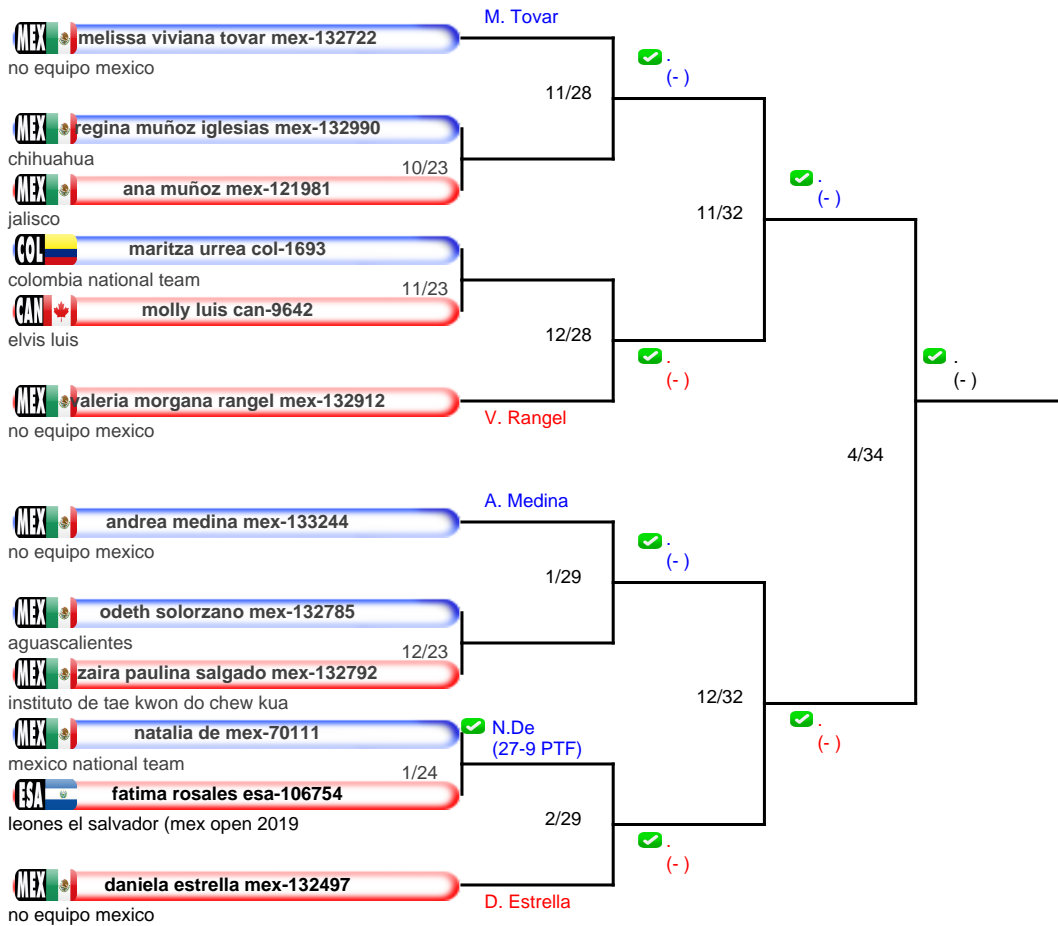 M. Tovar
MEX melissa viviana tovar mex-132722
no equipo mexico
.
(- )
11/28
MEX regina muñoz iglesias mex-132990
chihuahua
10/23
MEX ana muñoz mex-121981
jalisco
.
(- )
11/32
COL maritza urrea col-1693
colombia national team
11/23
CAN molly luis can-9642
elvis luis
12/28
.
(- )
.
(- )
MEX valeria morgana rangel mex-132912
V. Rangel
no equipo mexico
4/34
A. Medina
MEX andrea medina mex-133244
no equipo mexico
.
(- )
1/29
MEX odeth solorzano mex-132785
aguascalientes
12/23
MEX zaira paulina salgado mex-132792
instituto de tae kwon do chew kua
12/32
MEX natalia de mex-70111
N.De
(27-9 PTF)
.
(- )
mexico national team
1/24
ESA fatima rosales esa-106754
leones el salvador (mex open 2019
2/29
.
(- )
MEX daniela estrella mex-132497
D. Estrella
no equipo mexico